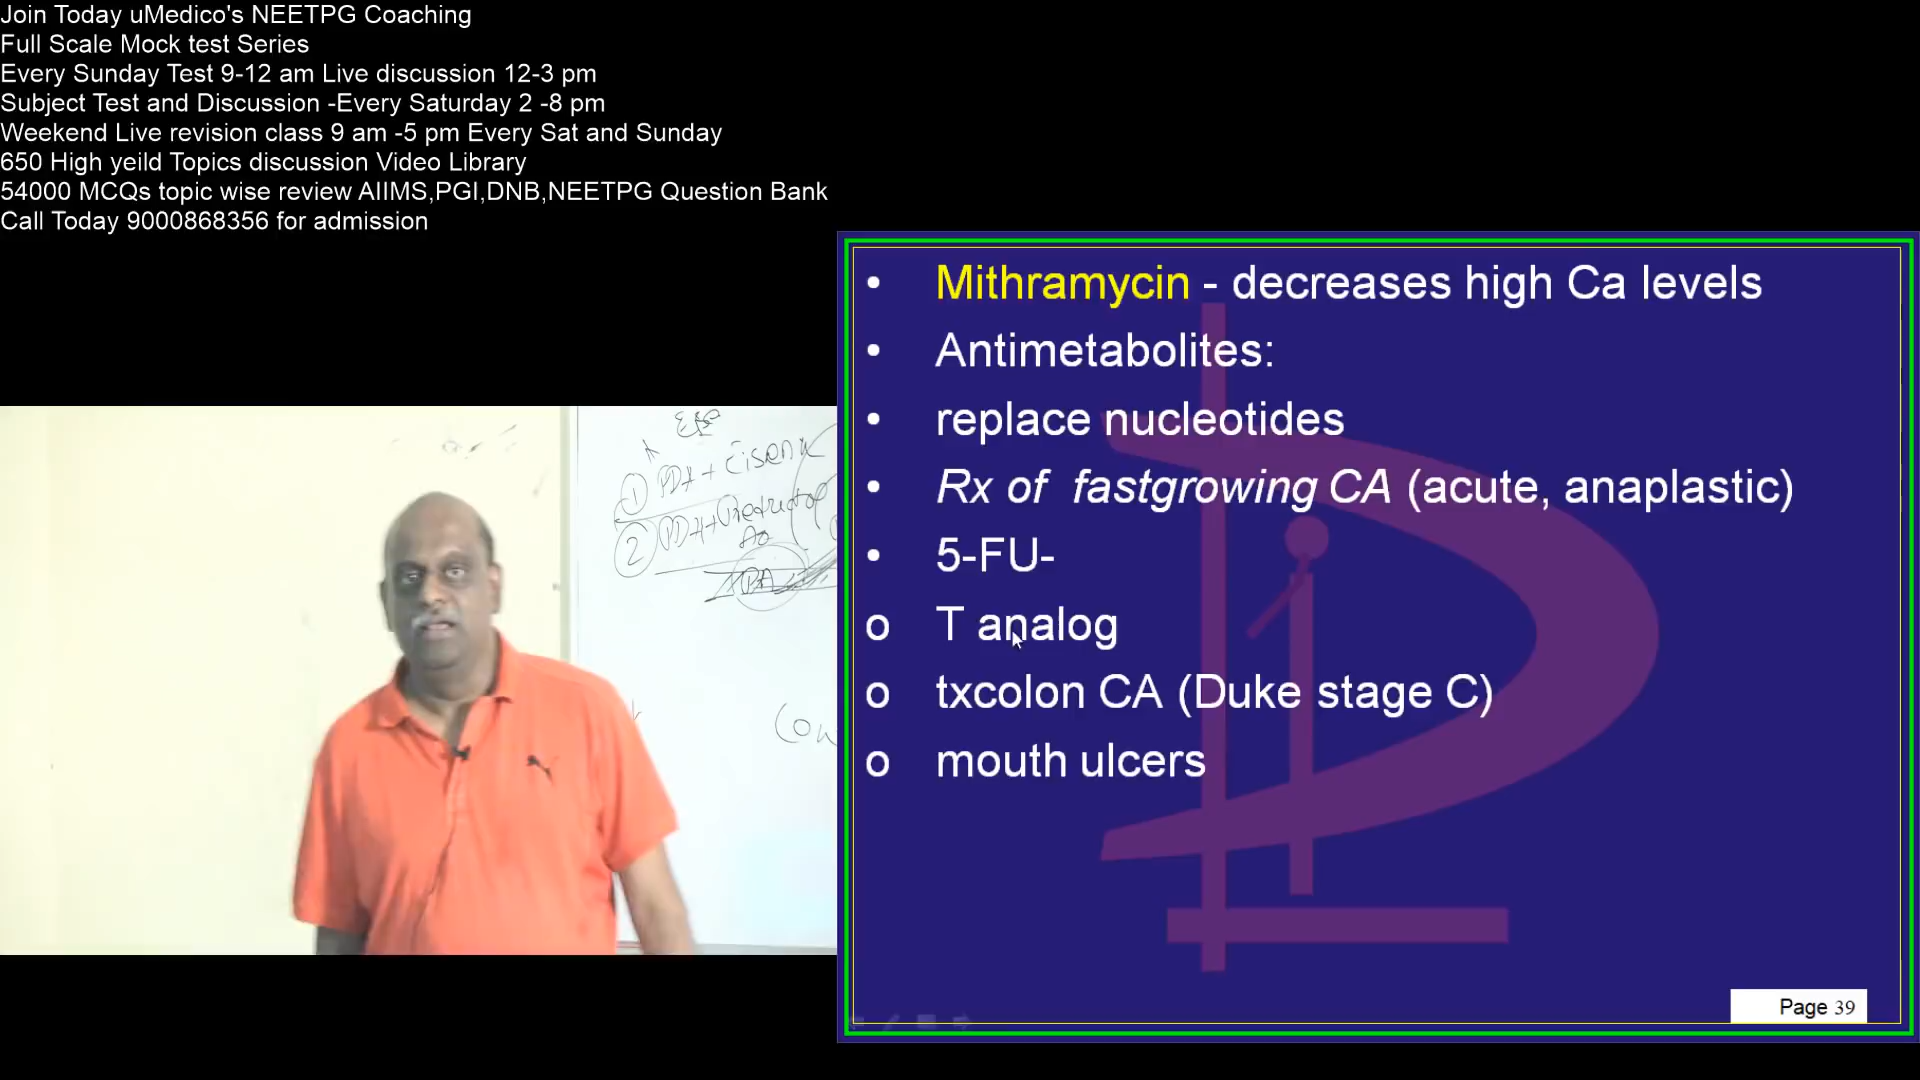 Join Today uMedico's NEETPG Coaching
Full Scale Mock test Series
Every Sunday Test 9-12 am Live discussion 12-3 pm
Subject Test and Discussion -Every Saturday 2 -8 pm
Weekend Live revision class 9 am -5 pm Every Sat and Sunday
650 High yeild Topics discussion Video Library
54000 MCQs topic wise review AIIMS,PGI,DNB,NEETPG Question Bank
Call Today 9000868356 for admission
• Mithramycin - decreases high Ca levels
• Antimetabolites:
• replace nucleotides
• Rx of fastgrowing CA (acute, anaplastic)
• 5-FU-
o T analog
o txcolon CA (Duke stage C)
o mouth ulcers
Page 39
① PDA +
② PDA +